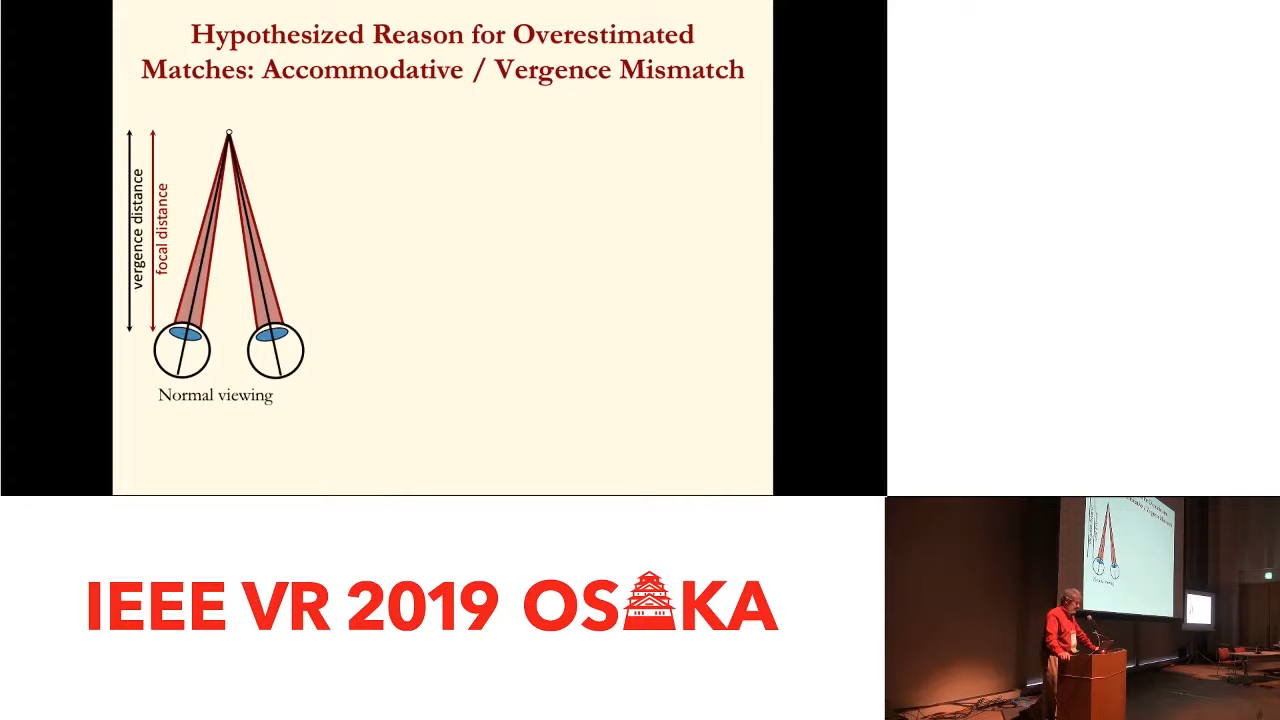 Hypothesized Reason for Overestimated
Matches: Accommodative / Vergence Mismatch
vergence distance
focal distance
Normal viewing
IEEE VR 2019 OSAKA